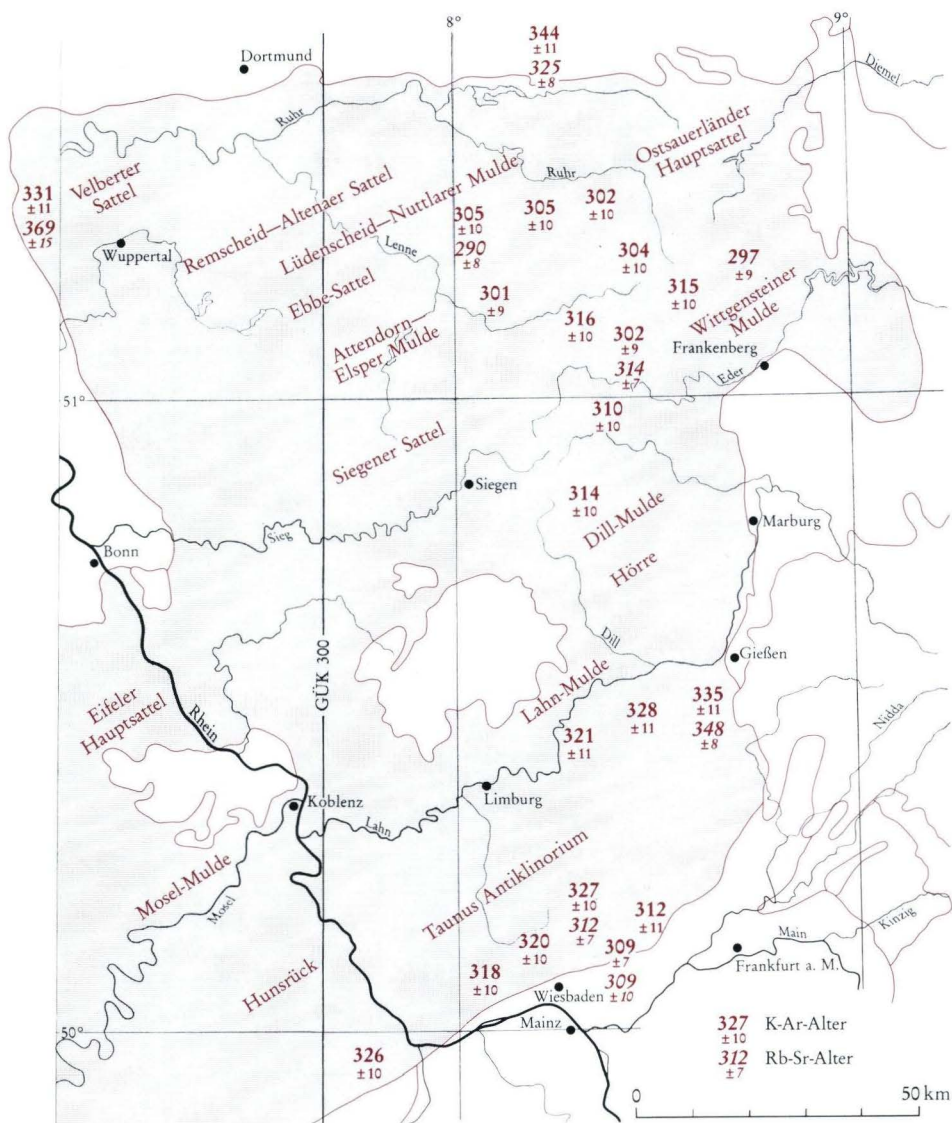 8°
9°
344
±11
325
±8
Dortmund
Diemel
Ruhr
Ostsauerländer
Hauptsattel
331
±11
369
±15
Velberter
Sattel
Ruhr
Remscheid—Altenaer Sattel
Lüdenscheid—Nuttlarer Mulde
302
±10
305
±10
305
±10
290
±8
Wuppertal
Lenne
304
±10
297
±9
Ebbe-Sattel
301
±9
315
±10
Wittgensteiner
Mulde
Attendorn—
Elsper Mulde
316
±10
302
±9
314
±7
Frankenberg
Eder
51°
310
±10
Siegener Sattel
Siegen
314
±10
Dill-Mulde
Marburg
Sieg
Hörre
Bonn
GÜK 300
Dill
Gießen
Eifeler
Hauptsattel
Rhein
Lahn-Mulde
335
±11
348
±8
Nidda
328
±11
321
±11
Koblenz
Limburg
Lahn
Mosel-Mulde
Mosel
Taunus Antiklinorium
327
±10
312
±7
312
±11
Main
Kinzig
320
±10
309
±7
Frankfurt a. M.
Hunsrück
318
±10
309
±10
Wiesbaden
50°
Mainz
326
±10
327
±10
K-Ar-Alter
312
±7
Rb-Sr-Alter
0
50 km